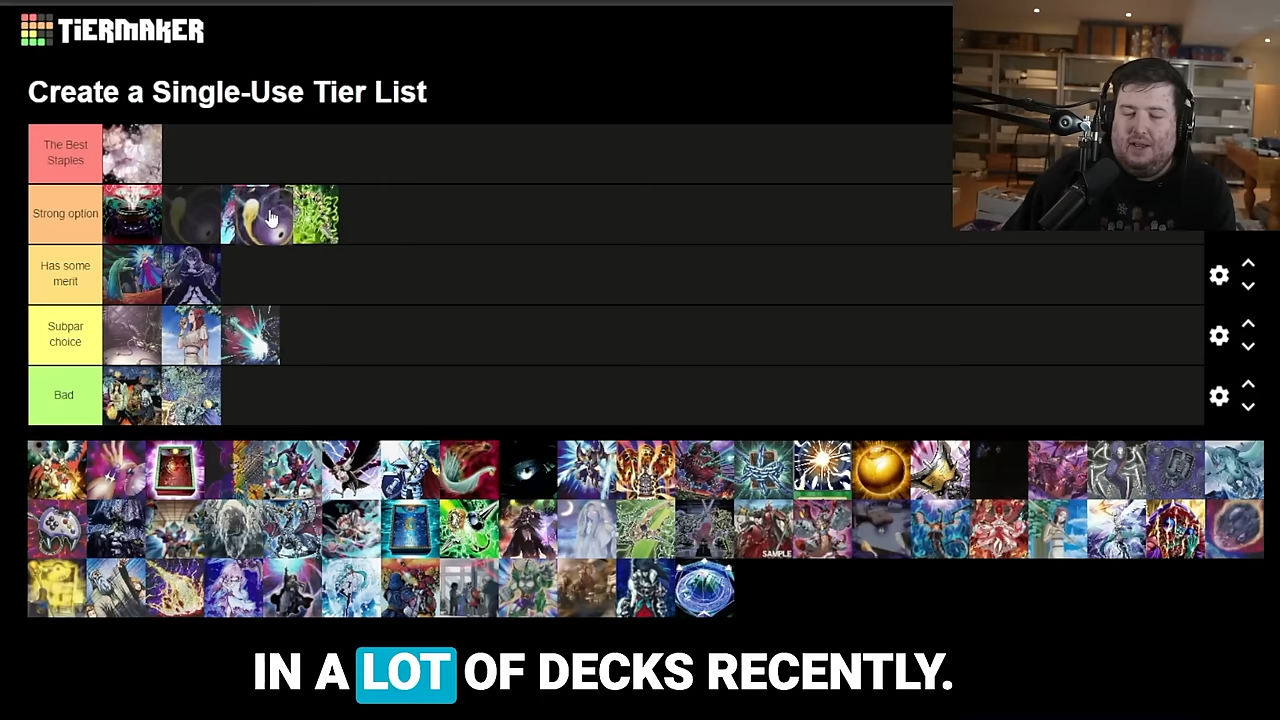 TiERMAKER
Create a Single-Use Tier List
The Best
Staples
Strong option
Has some
merit
Subpar
choice
Bad
SAMPLE
IN A LOT OF DECKS RECENTLY.